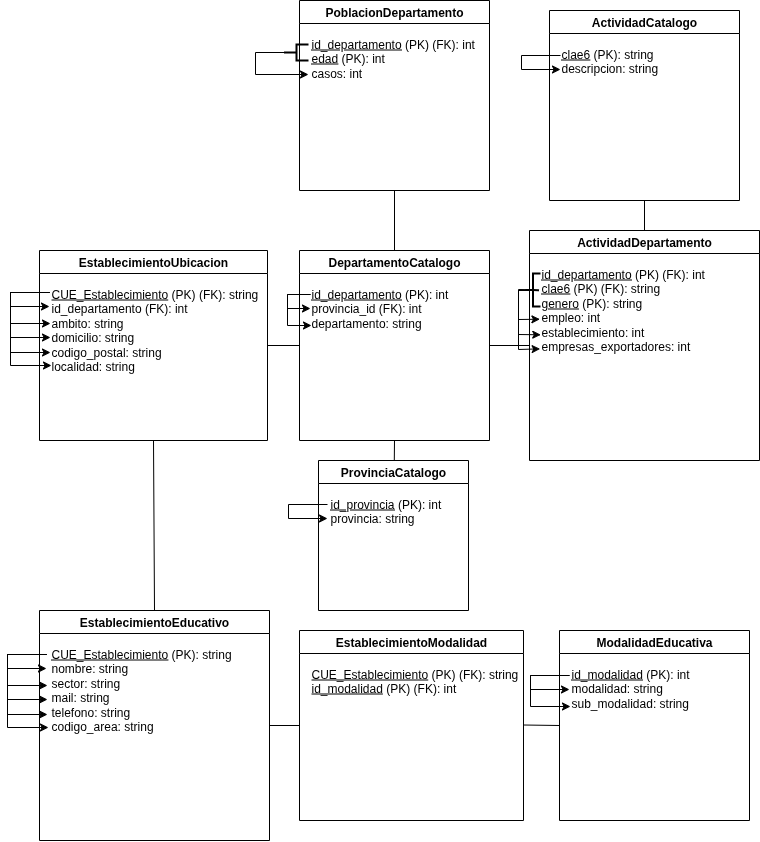 PoblacionDepartamento
id_departamento (PK) (FK): int
edad (PK): int
casos: int
ActividadCatalogo
clae6 (PK): string
descripcion: string
EstablecimientoUbicacion
CUE_Establecimiento (PK) (FK): string
id_departamento (FK): int
ambito: string
domicilio: string
codigo_postal: string
localidad: string
DepartamentoCatalogo
id_departamento (PK): int
provincia_id (FK): int
departamento: string
ActividadDepartamento
id_departamento (PK) (FK): int
clae6 (PK) (FK): string
genero (PK): string
empleo: int
establecimiento: int
empresas_exportadores: int
ProvinciaCatalogo
id_provincia (PK): int
provincia: string
EstablecimientoEducativo
CUE_Establecimiento (PK): string
nombre: string
sector: string
mail: string
telefono: string
codigo_area: string
EstablecimientoModalidad
CUE_Establecimiento (PK) (FK): string
id_modalidad (PK) (FK): int
ModalidadEducativa
id_modalidad (PK): int
modalidad: string
sub_modalidad: string